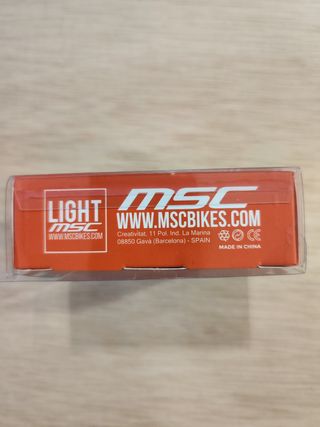 LIGHT
msc
WWW.MSCBIKES.COM
msc
WWW.MSCBIKES.COM
Creativitat, 11 Pol. Ind. La Marina
08850 Gavà (Barcelona) - SPAIN
CE
MADE IN CHINA